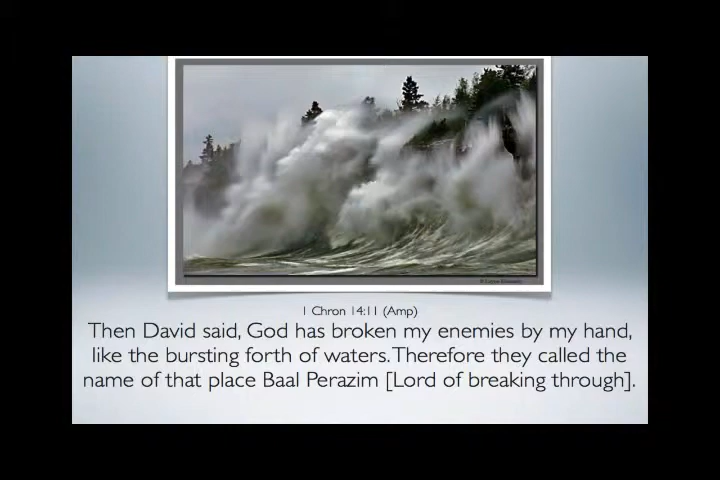 1 Chron 14:11 (Amp)
Then David said, God has broken my enemies by my hand,
like the bursting forth of waters. Therefore they called the
name of that place Baal Perazim [Lord of breaking through].